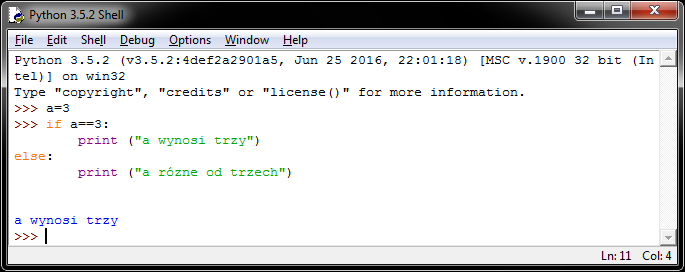 Python 3.5.2 Shell
File Edit Shell Debug Options Window Help
Python 3.5.2 (v3.5.2:4def2a2901a5, Jun 25 2016, 22:01:18) [MSC v.1900 32 bit (In
tel)] on win32
Type "copyright", "credits" or "license()" for more information.
>>> a=3
>>> if a==3:
        print ("a wynosi trzy")
else:
        print ("a rózne od trzech")
a wynosi trzy
>>>
Ln: 11 Col: 4